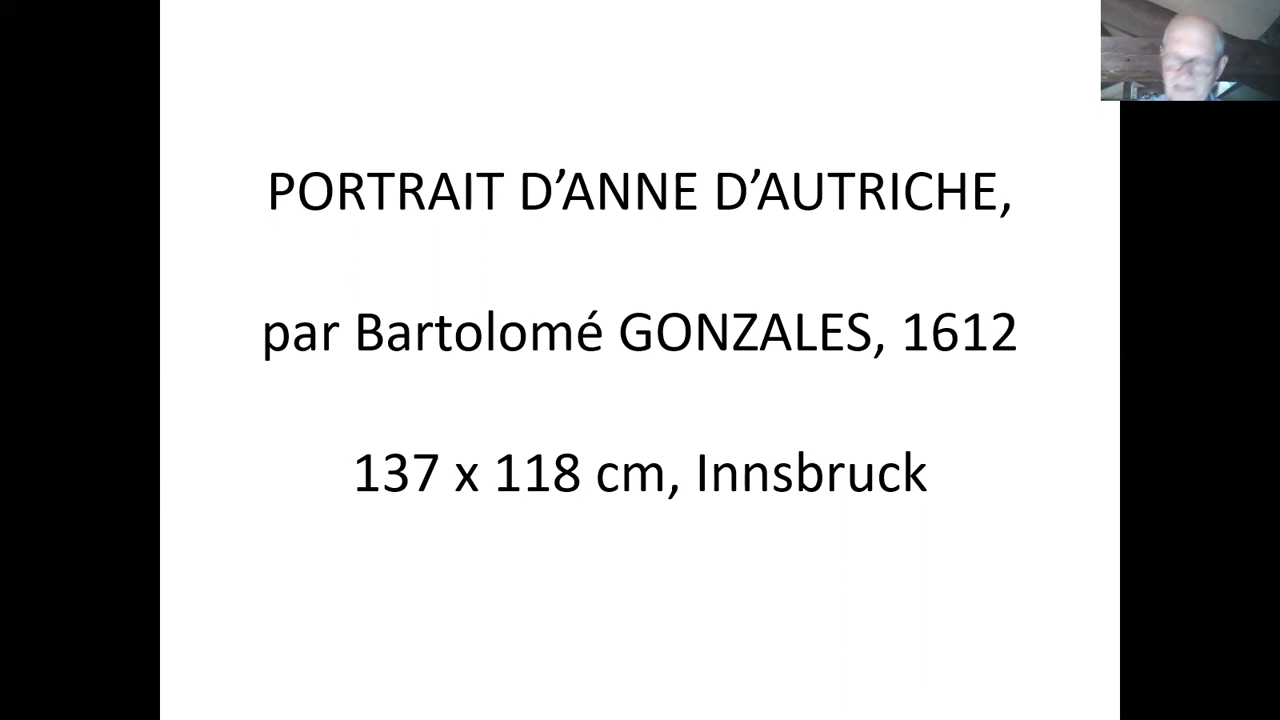 PORTRAIT D’ANNE D’AUTRICHE,
par Bartolomé GONZALES, 1612
137 x 118 cm, Innsbruck